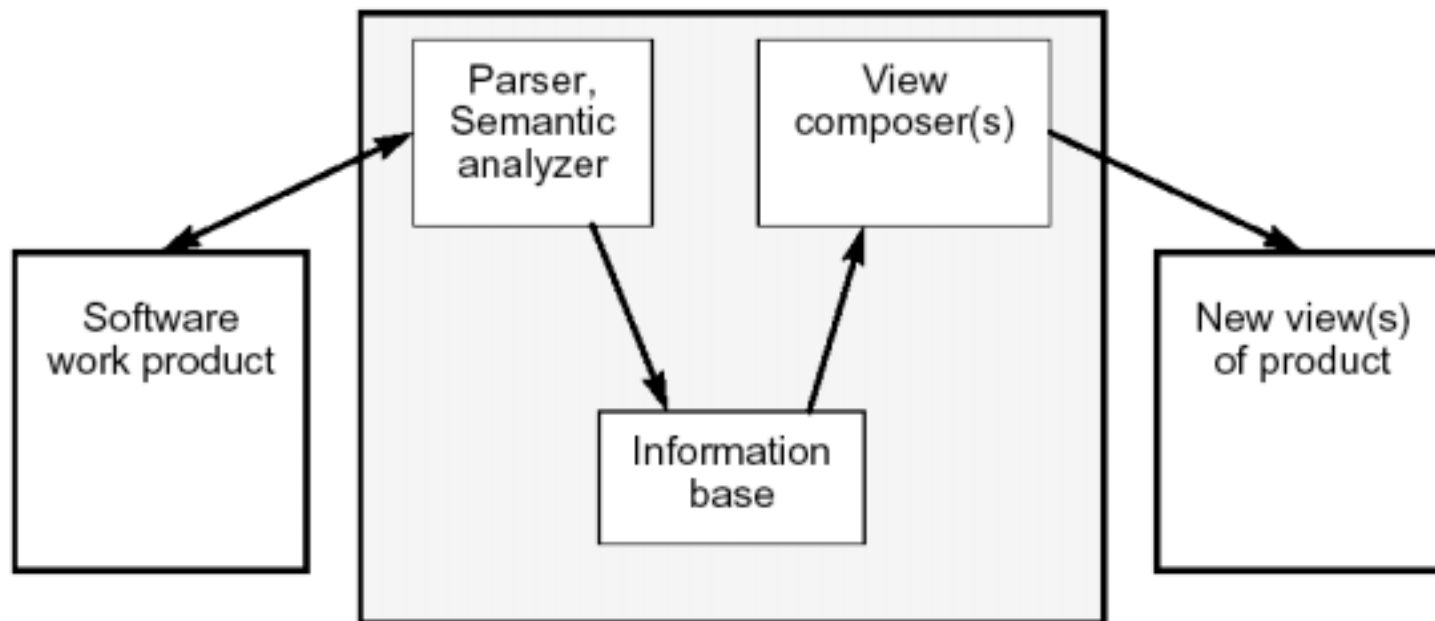 Parser,
Semantic
analyzer
View
composer(s)
Software
work product
New view(s)
of product
Information
base